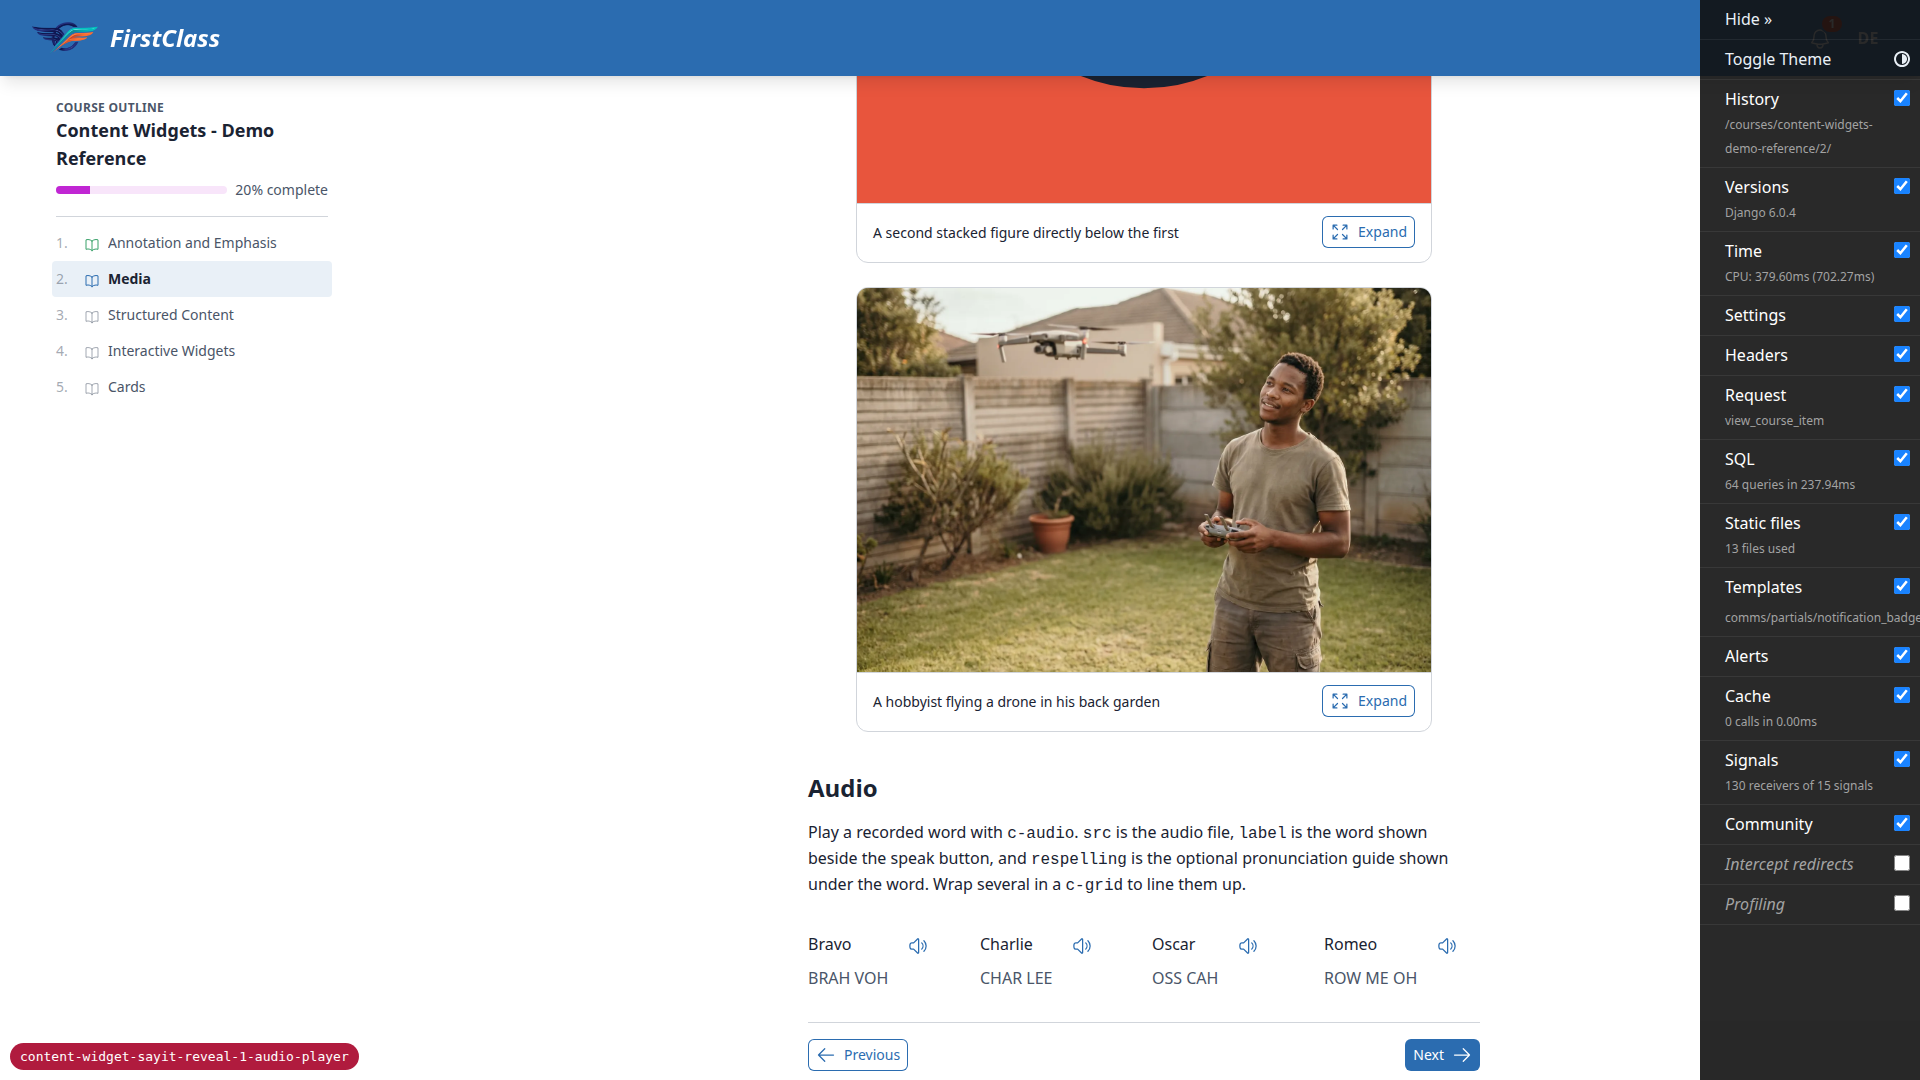 FirstClass
1
DE
COURSE OUTLINE
Content Widgets - Demo
Reference
20% complete
1. Annotation and Emphasis
2. Media
3. Structured Content
4. Interactive Widgets
5. Cards
A second stacked figure directly below the first
Expand
A hobbyist flying a drone in his back garden
Expand
Audio
Play a recorded word with c-audio. src is the audio file, label is the word shown
beside the speak button, and respelling is the optional pronunciation guide shown
under the word. Wrap several in a c-grid to line them up.
Bravo Charlie Oscar Romeo
BRAH VOH CHAR LEE OSS CAH ROW ME OH
Previous Next
content-widget-sayit-reveal-1-audio-player
Hide »
Toggle Theme
History
/courses/content-widgets-
demo-reference/2/
Versions
Django 6.0.4
Time
CPU: 379.60ms (702.27ms)
Settings
Headers
Request
view_course_item
SQL
64 queries in 237.94ms
Static files
13 files used
Templates
comms/partials/notification_badge
Alerts
Cache
0 calls in 0.00ms
Signals
130 receivers of 15 signals
Community
Intercept redirects
Profiling